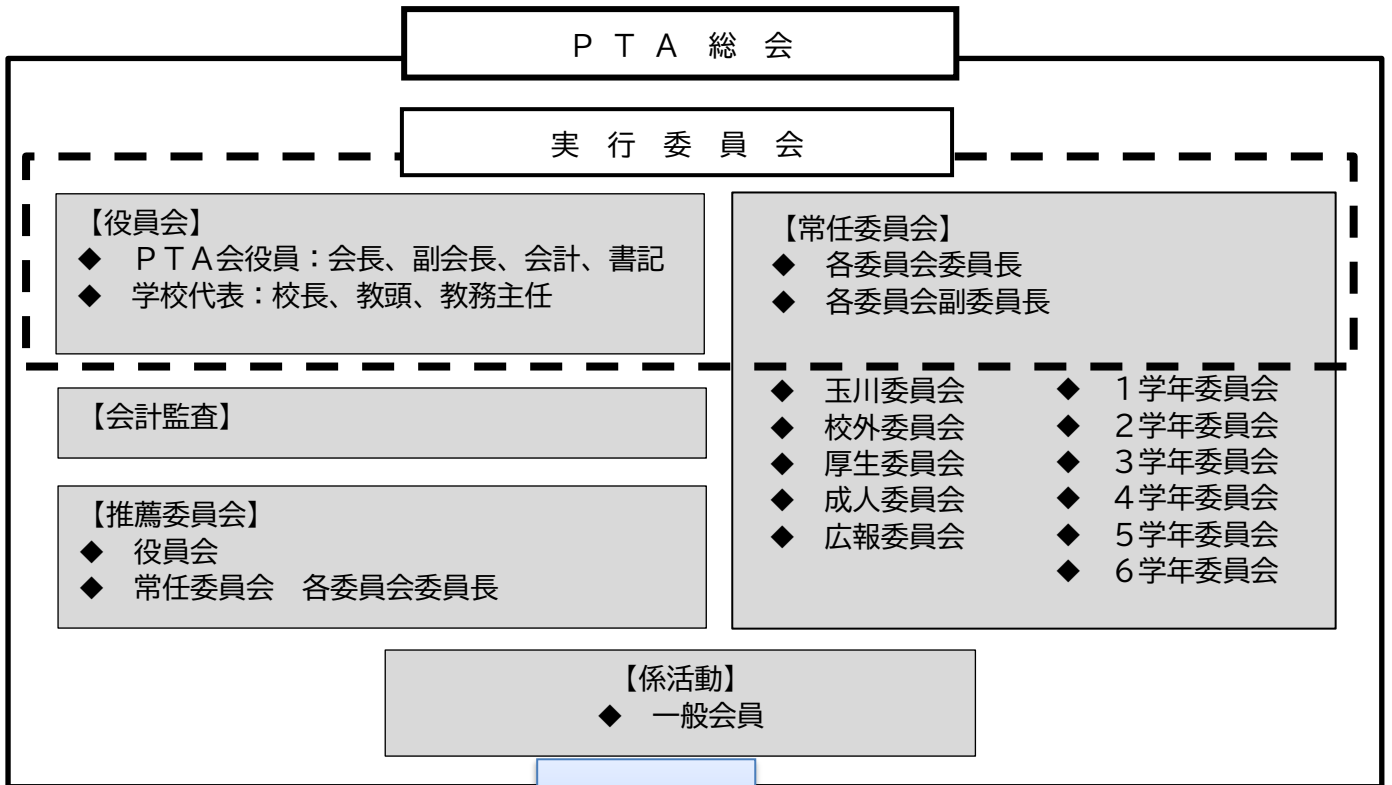 ＰＴＡ 総会
実行委員会
【役員会】
◆ ＰＴＡ会役員：会長、副会長、会計、書記
◆ 学校代表：校長、教頭、教務主任
【常任委員会】
◆ 各委員会委員長
◆ 各委員会副委員長
◆ 玉川委員会
◆ 校外委員会
◆ 厚生委員会
◆ 成人委員会
◆ 広報委員会
◆ １学年委員会
◆ ２学年委員会
◆ ３学年委員会
◆ ４学年委員会
◆ ５学年委員会
◆ ６学年委員会
【会計監査】
【推薦委員会】
◆ 役員会
◆ 常任委員会　各委員会委員長
【係活動】
◆ 一般会員